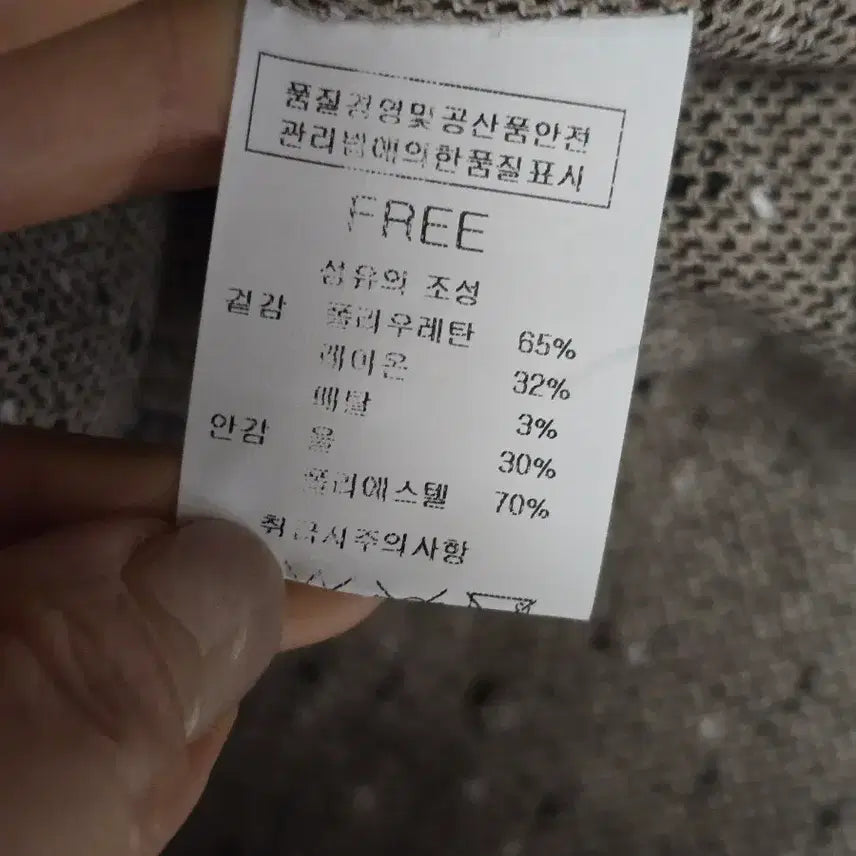 품질경영및공산품안전
관리법에의한품질표시
FREE
섬유의 조성
겉감 폴리우레탄 65%
레이온 32%
메탈 3%
안감 울 30%
폴리에스텔 70%
취급시주의사항